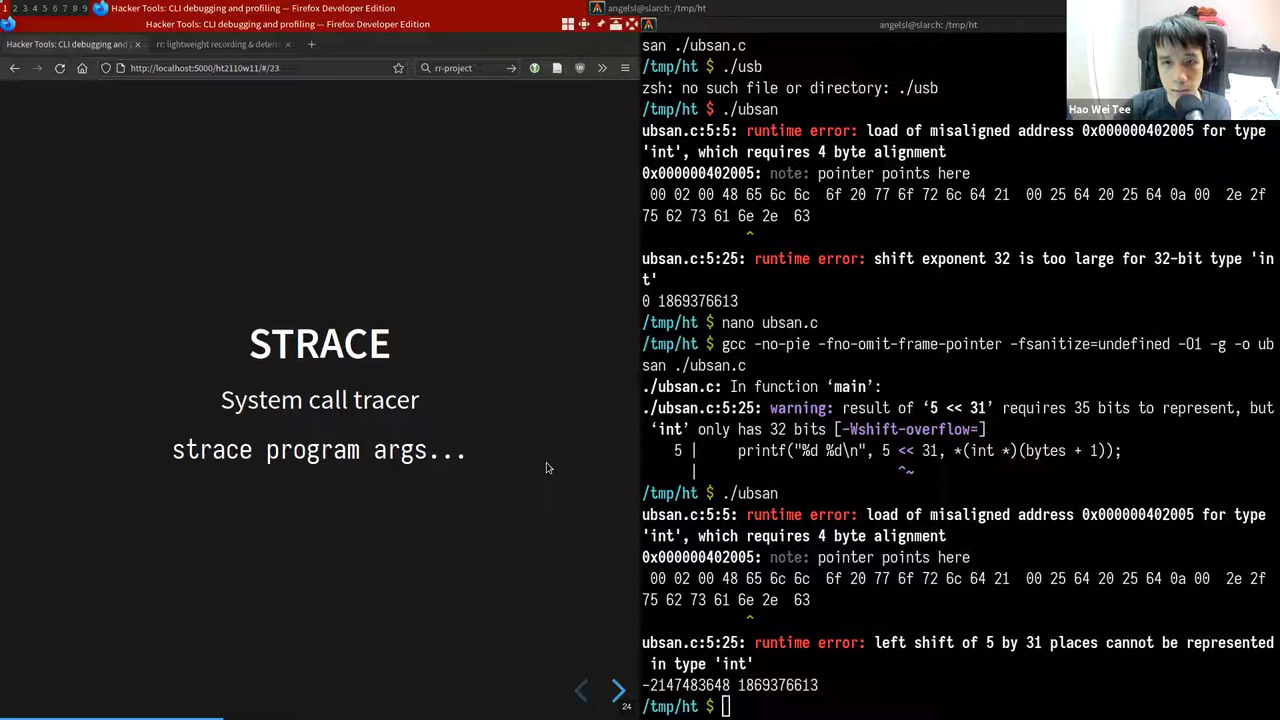 1 2 3 4 5 6 7 8 9 Hacker Tools: CLI debugging and profiling — Firefox Developer Edition
angelsl@slarch: /tmp/ht
Hacker Tools: CLI debugging and profiling — Firefox Developer Edition
angelsl@slarch: /tmp/ht
Hacker Tools: CLI debugging and
rr: lightweight recording & deter
http://localhost:5000/ht2110w11/#/23
rr-project
STRACE
System call tracer
strace program args...
24
san ./ubsan.c
/tmp/ht $ ./usb
zsh: no such file or directory: ./usb
/tmp/ht $ ./ubsan
ubsan.c:5:5: runtime error: load of misaligned address 0x000000402005 for type
'int', which requires 4 byte alignment
0x000000402005: note: pointer points here
00 02 00 48 65 6c 6c  6f 20 77 6f 72 6c 64 21  00 25 64 20 25 64 0a 00  2e 2f
75 62 73 61 6e 2e  63
^
ubsan.c:5:25: runtime error: shift exponent 32 is too large for 32-bit type 'in
t'
0 1869376613
/tmp/ht $ nano ubsan.c
/tmp/ht $ gcc -no-pie -fno-omit-frame-pointer -fsanitize=undefined -O1 -g -o ub
san ./ubsan.c
./ubsan.c: In function ‘main’:
./ubsan.c:5:25: warning: result of ‘5 << 31’ requires 35 bits to represent, but
‘int’ only has 32 bits [-Wshift-overflow=]
5 |     printf("%d %d\n", 5 << 31, *(int *)(bytes + 1));
|                         ^~
/tmp/ht $ ./ubsan
ubsan.c:5:5: runtime error: load of misaligned address 0x000000402005 for type
'int', which requires 4 byte alignment
0x000000402005: note: pointer points here
00 02 00 48 65 6c 6c  6f 20 77 6f 72 6c 64 21  00 25 64 20 25 64 0a 00  2e 2f
75 62 73 61 6e 2e  63
^
ubsan.c:5:25: runtime error: left shift of 5 by 31 places cannot be represented
in type 'int'
-2147483648 1869376613
/tmp/ht $
Hao Wei Tee